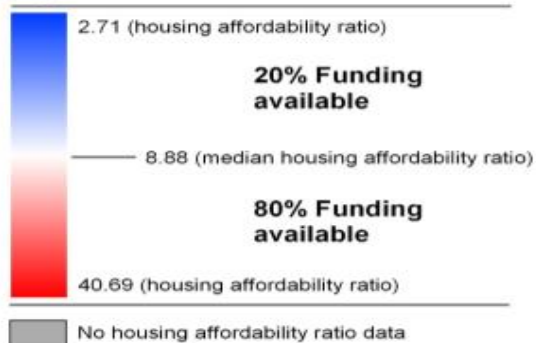 2.71 (housing affordability ratio)
20% Funding
available
8.88 (median housing affordability ratio)
80% Funding
available
40.69 (housing affordability ratio)
No housing affordability ratio data